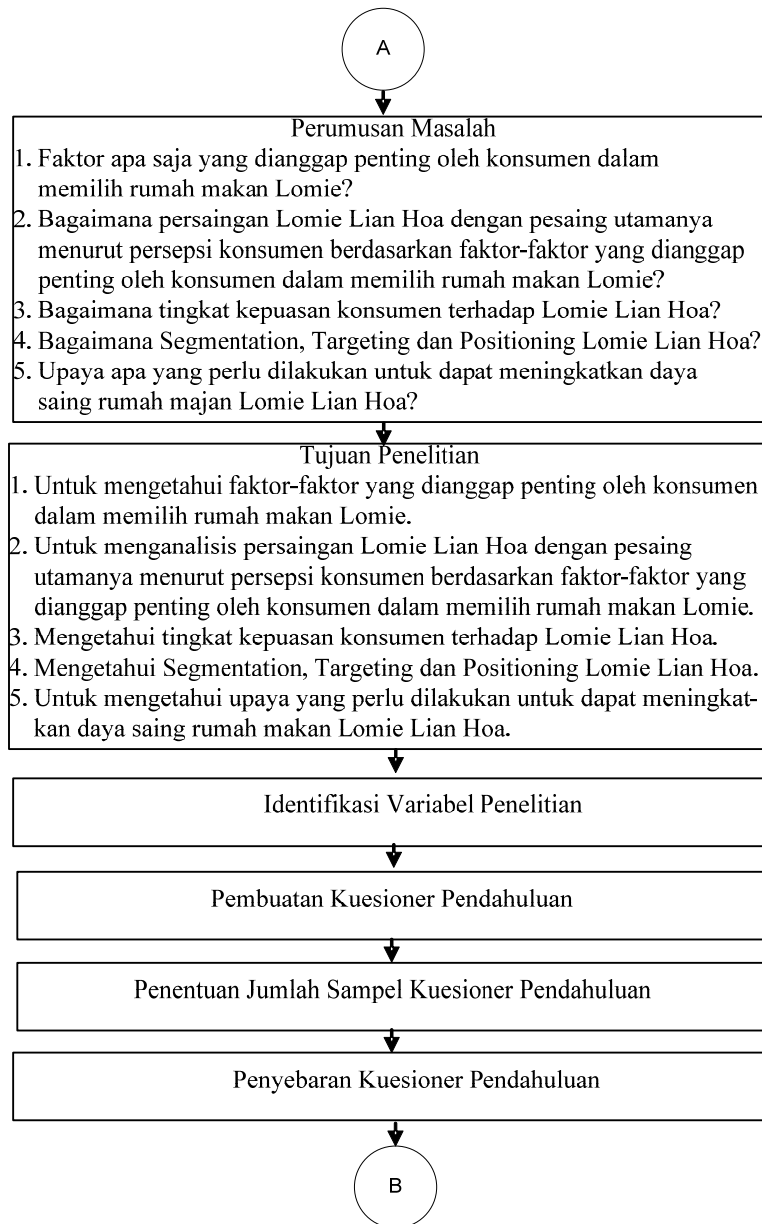 A
Perumusan Masalah
1. Faktor apa saja yang dianggap penting oleh konsumen dalam
memilih rumah makan Lomie?
2. Bagaimana persaingan Lomie Lian Hoa dengan pesaing utamanya
menurut persepsi konsumen berdasarkan faktor-faktor yang dianggap
penting oleh konsumen dalam memilih rumah makan Lomie?
3. Bagaimana tingkat kepuasan konsumen terhadap Lomie Lian Hoa?
4. Bagaimana Segmentation, Targeting dan Positioning Lomie Lian Hoa?
5. Upaya apa yang perlu dilakukan untuk dapat meningkatkan daya
saing rumah majan Lomie Lian Hoa?
Tujuan Penelitian
1. Untuk mengetahui faktor-faktor yang dianggap penting oleh konsumen
dalam memilih rumah makan Lomie.
2. Untuk menganalisis persaingan Lomie Lian Hoa dengan pesaing
utamanya menurut persepsi konsumen berdasarkan faktor-faktor yang
dianggap penting oleh konsumen dalam memilih rumah makan Lomie.
3. Mengetahui tingkat kepuasan konsumen terhadap Lomie Lian Hoa.
4. Mengetahui Segmentation, Targeting dan Positioning Lomie Lian Hoa.
5. Untuk mengetahui upaya yang perlu dilakukan untuk dapat meningkat-
kan daya saing rumah makan Lomie Lian Hoa.
Identifikasi Variabel Penelitian
Pembuatan Kuesioner Pendahuluan
Penentuan Jumlah Sampel Kuesioner Pendahuluan
Penyebaran Kuesioner Pendahuluan
B